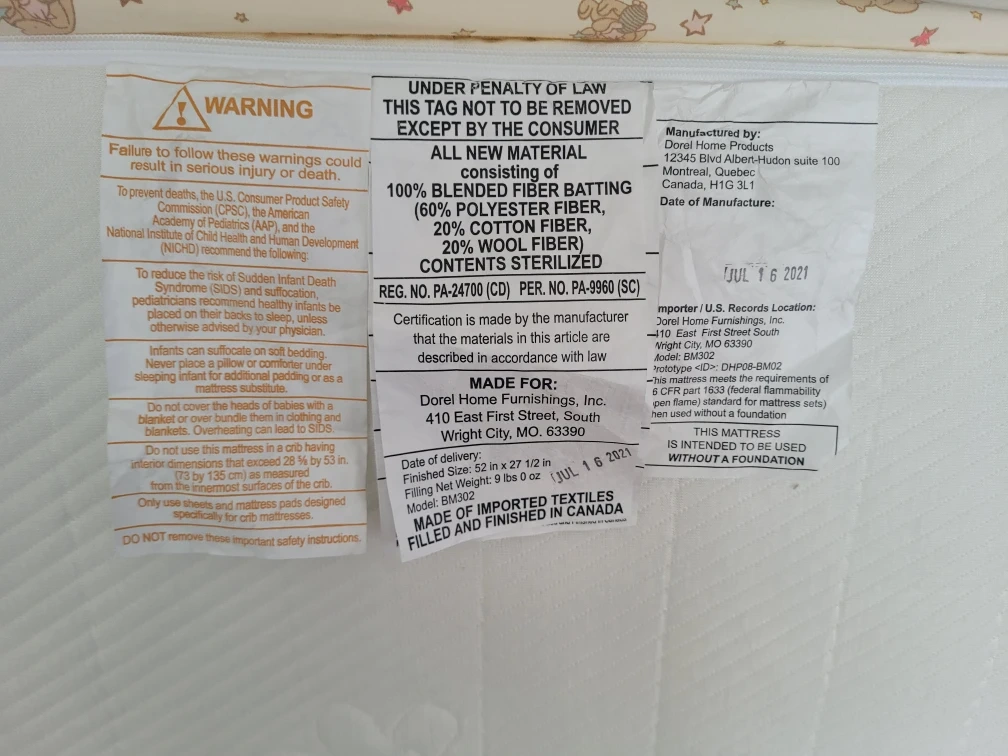 WARNING
Failure to follow these warnings could
result in serious injury or death.
To prevent deaths, the U.S. Consumer Product Safety
Commission (CPSC), the American
Academy of Pediatrics (AAP), and the
National Institute of Child Health and Human Development
(NICHD) recommend the following:
To reduce the risk of Sudden Infant Death
Syndrome (SIDS) and suffocation,
pediatricians recommend healthy infants be
placed on their backs to sleep, unless
otherwise advised by your physician.
Infants can suffocate on soft bedding.
Never place a pillow or comforter under
sleeping infant for additional padding or as a
mattress substitute.
Do not cover the heads of babies with a
blanket or over bundle them in clothing and
blankets. Overheating can lead to SIDS.
Do not use this mattress in a crib having
interior dimensions that exceed 28 ⅝ by 53 in.
(73 by 135 cm) as measured
from the innermost surfaces of the crib.
Only use sheets and mattress pads designed
specifically for crib mattresses.
DO NOT remove these important safety instructions.
UNDER PENALTY OF LAW
THIS TAG NOT TO BE REMOVED
EXCEPT BY THE CONSUMER
ALL NEW MATERIAL
consisting of
100% BLENDED FIBER BATTING
(60% POLYESTER FIBER,
20% COTTON FIBER,
20% WOOL FIBER)
CONTENTS STERILIZED
REG. NO. PA-24700 (CD) PER. NO. PA-9960 (SC)
Certification is made by the manufacturer
that the materials in this article are
described in accordance with law
MADE FOR:
Dorel Home Furnishings, Inc.
410 East First Street, South
Wright City, MO. 63390
Date of delivery:
Finished Size: 52 in x 27 1/2 in
JUL 16 2021
Filling Net Weight: 9 lbs 0 oz
Model: BM302
MADE OF IMPORTED TEXTILES
FILLED AND FINISHED IN CANADA
Manufactured by:
Dorel Home Products
12345 Blvd Albert-Hudon suite 100
Montreal, Quebec
Canada, H1G 3L1
Date of Manufacture:
JUL 16 2021
mporter / U.S. Records Location:
Dorel Home Furnishings, Inc.
410 East First Street South
Wright City, MO 63390
Model: BM302
Prototype <ID>: DHP08-BM02
This mattress meets the requirements of
6 CFR part 1633 (federal flammability
open flame) standard for mattress sets)
hen used without a foundation
THIS MATTRESS
IS INTENDED TO BE USED
WITHOUT A FOUNDATION